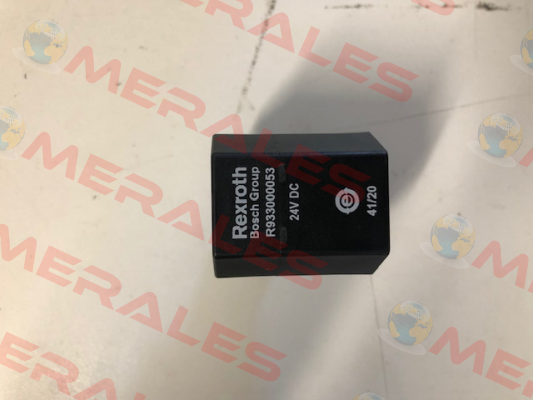 Rexroth
Bosch Group
R933000053
24V DC
41/20
MERALES
MERALES
MERALES
MERALES
MERALES